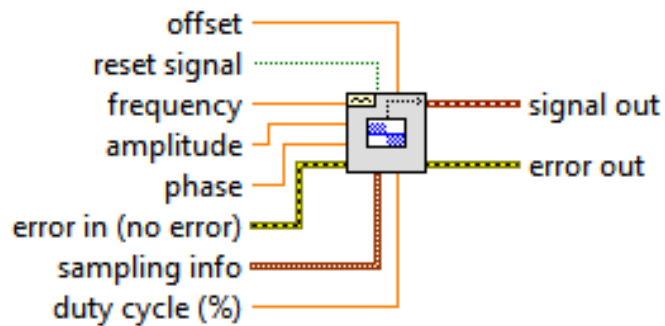 offset
reset signal
frequency
signal out
amplitude
error out
phase
error in (no error)
sampling info
duty cycle (%)